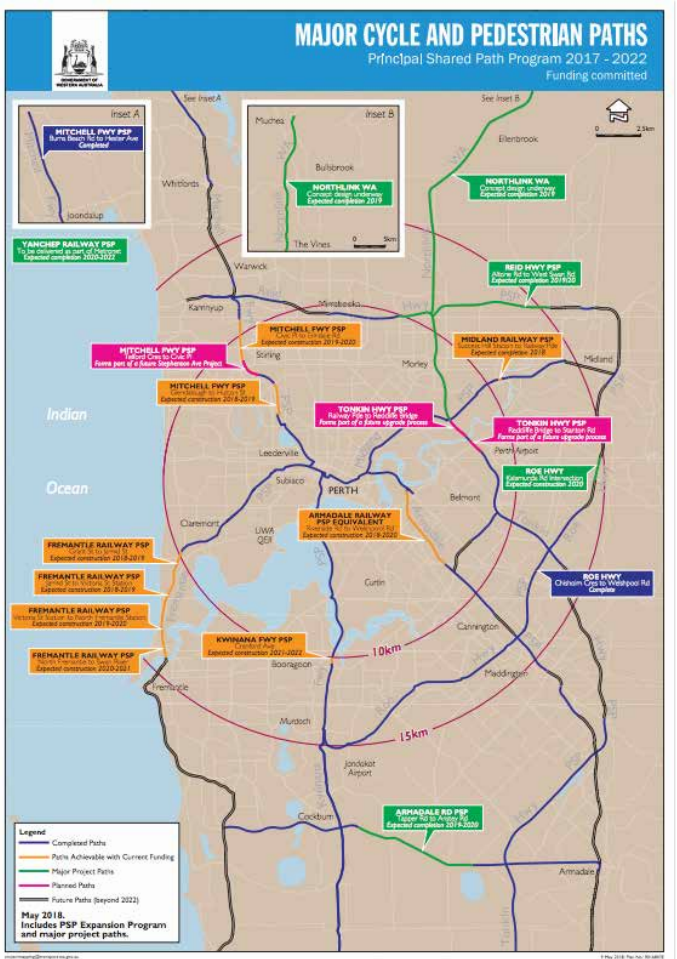 GOVERNMENT OF
WESTERN AUSTRALIA
MAJOR CYCLE AND PEDESTRIAN PATHS
Principal Shared Path Program 2017 - 2022
Funding committed
See Inset A
See Inset B
Inset A
MITCHELL FWY PSP
Burns Beach Rd to Hester Ave
Completed
Joondalup
Inset B
Muchea
Bullsbrook
NORTHLINK WA
Concept design underway
Expected completion 2019
The Vines
0 5km
0 2.5km
Ellenbrook
NORTHLINK WA
Concept design underway
Expected completion 2019
Whitfords
YANCHEP RAILWAY PSP
To be delivered as part of Metronet
Expected completion 2020-2022
Warwick
REID HWY PSP
Altone Rd to West Swan Rd
Expected completion 2019/20
Karrinyup
Mirrabooka
HWY
MITCHELL FWY PSP
Civic Pl to Erindale Rd
Expected construction 2019-2020
MITCHELL FWY PSP
Telford Cres to Civic Pl
Forms part of a future Stephenson Ave Project
Stirling
MIDLAND RAILWAY PSP
Success Hill Station to Railway Pde
Expected completion 2018
Midland
Morley
MITCHELL FWY PSP
Glendalough to Hutton St
Expected construction 2018-2019
TONKIN HWY PSP
Railway Pde to Redcliffe Bridge
Forms part of a future upgrade process
TONKIN HWY PSP
Redcliffe Bridge to Stanton Rd
Forms part of a future upgrade process
Indian
Ocean
Perth Airport
Leederville
Subiaco
PERTH
Belmont
ROE HWY
Kalamunda Rd Intersection
Expected construction 2020
Claremont
UWA
QEII
ARMADALE RAILWAY
PSP EQUIVALENT
Riverside Rd to Welshpool Rd
Expected construction 2018-2020
FREMANTLE RAILWAY PSP
Grant St to Jarrad St
Expected construction 2018-2019
FREMANTLE RAILWAY PSP
Jarrad St to Victoria St Station
Expected construction 2018-2019
Curtin
ROE HWY
Chisholm Cres to Welshpool Rd
Complete
FREMANTLE RAILWAY PSP
Victoria St Station to North Fremantle Station
Expected construction 2019-2020
Cannington
KWINANA FWY PSP
Cranford Ave
Expected construction 2021-2022
10km
FREMANTLE RAILWAY PSP
North Fremantle to Swan River
Expected construction 2020-2021
Booragoon
Maddington
Fremantle
Murdoch
15km
Jandakot
Airport
Cockburn
ARMADALE RD PSP
Tapper Rd to Anstey Rd
Expected completion 2019-2020
Armadale
Legend
Completed Paths
Paths Achievable with Current Funding
Major Project Paths
Planned Paths
Future Paths (beyond 2022)
May 2018.
Includes PSP Expansion Program
and major project paths.